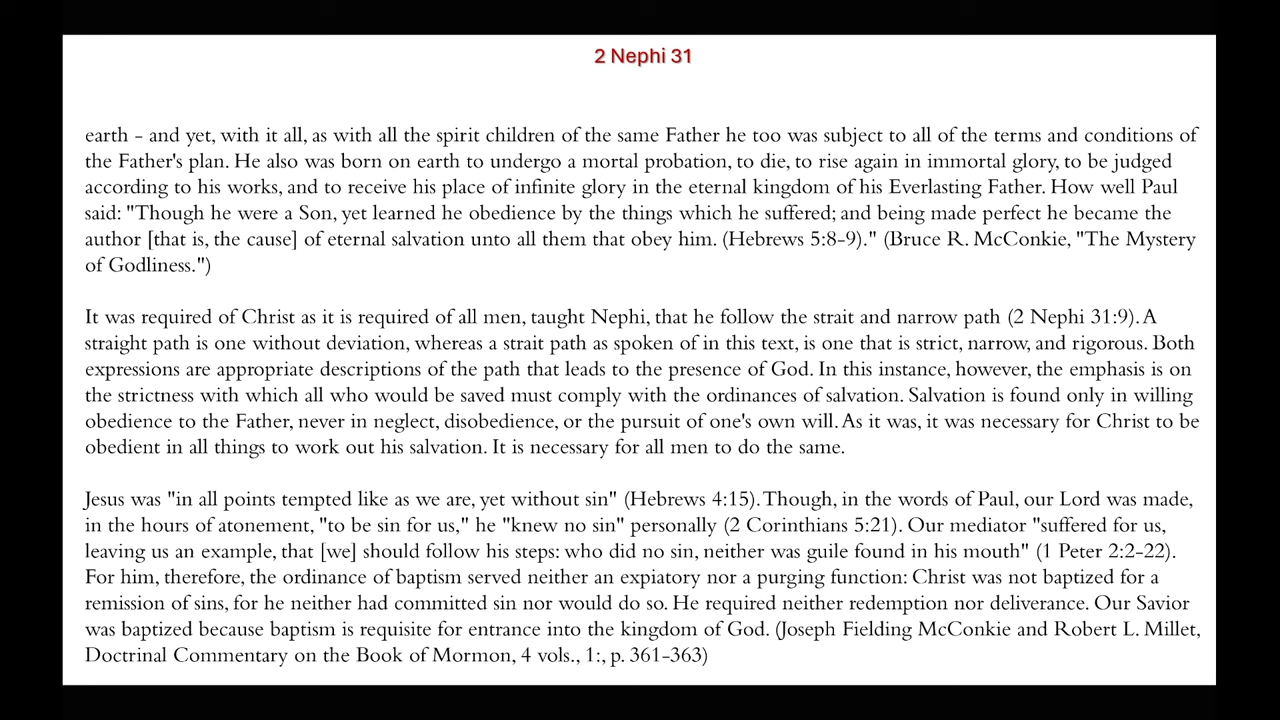 2 Nephi 31
earth - and yet, with it all, as with all the spirit children of the same Father he too was subject to all of the terms and conditions of
the Father's plan. He also was born on earth to undergo a mortal probation, to die, to rise again in immortal glory, to be judged
according to his works, and to receive his place of infinite glory in the eternal kingdom of his Everlasting Father. How well Paul
said: "Though he were a Son, yet learned he obedience by the things which he suffered; and being made perfect he became the
author [that is, the cause] of eternal salvation unto all them that obey him. (Hebrews 5:8-9)." (Bruce R. McConkie, "The Mystery
of Godliness.")
It was required of Christ as it is required of all men, taught Nephi, that he follow the strait and narrow path (2 Nephi 31:9). A
straight path is one without deviation, whereas a strait path as spoken of in this text, is one that is strict, narrow, and rigorous. Both
expressions are appropriate descriptions of the path that leads to the presence of God. In this instance, however, the emphasis is on
the strictness with which all who would be saved must comply with the ordinances of salvation. Salvation is found only in willing
obedience to the Father, never in neglect, disobedience, or the pursuit of one's own will. As it was, it was necessary for Christ to be
obedient in all things to work out his salvation. It is necessary for all men to do the same.
Jesus was "in all points tempted like as we are, yet without sin" (Hebrews 4:15). Though, in the words of Paul, our Lord was made,
in the hours of atonement, "to be sin for us," he "knew no sin" personally (2 Corinthians 5:21). Our mediator "suffered for us,
leaving us an example, that [we] should follow his steps: who did no sin, neither was guile found in his mouth" (1 Peter 2:2-22).
For him, therefore, the ordinance of baptism served neither an expiatory nor a purging function: Christ was not baptized for a
remission of sins, for he neither had committed sin nor would do so. He required neither redemption nor deliverance. Our Savior
was baptized because baptism is requisite for entrance into the kingdom of God. (Joseph Fielding McConkie and Robert L. Millet,
Doctrinal Commentary on the Book of Mormon, 4 vols., 1:, p. 361-363)